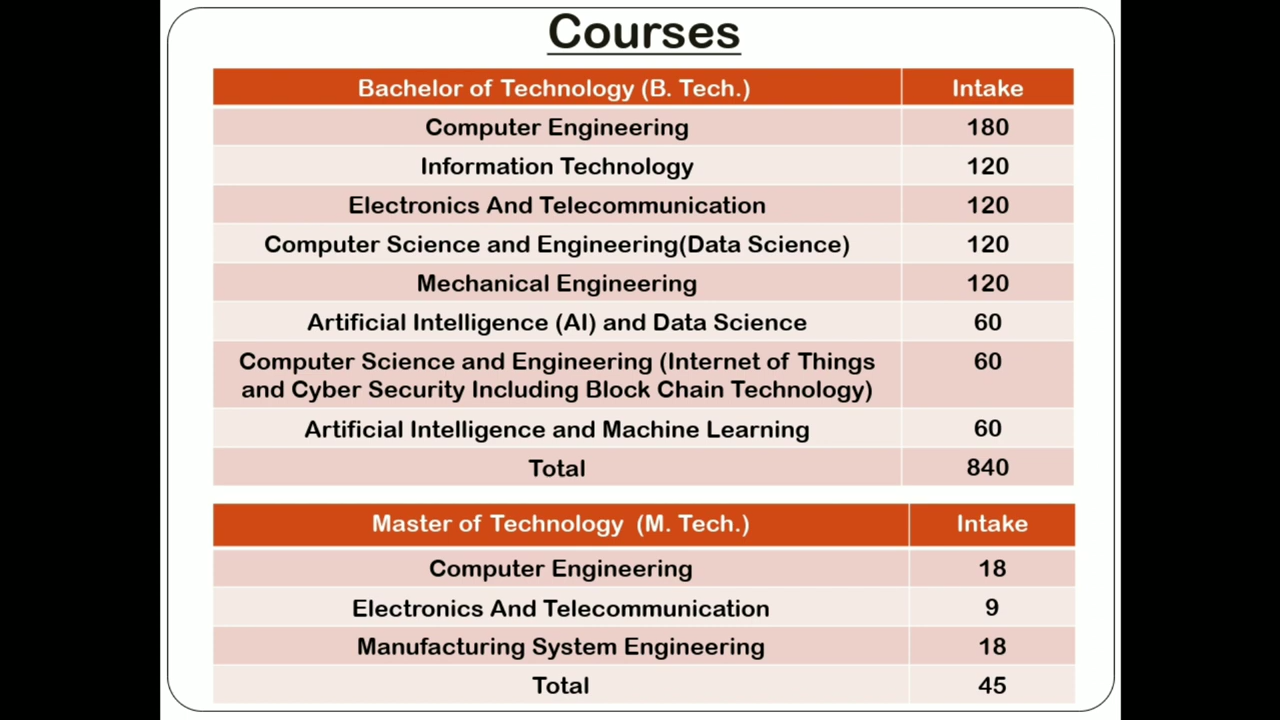 Courses
Bachelor of Technology (B. Tech.) Intake
Computer Engineering 180
Information Technology 120
Electronics And Telecommunication 120
Computer Science and Engineering(Data Science) 120
Mechanical Engineering 120
Artificial Intelligence (AI) and Data Science 60
Computer Science and Engineering (Internet of Things 60
and Cyber Security Including Block Chain Technology)
Artificial Intelligence and Machine Learning 60
Total 840
Master of Technology (M. Tech.) Intake
Computer Engineering 18
Electronics And Telecommunication 9
Manufacturing System Engineering 18
Total 45